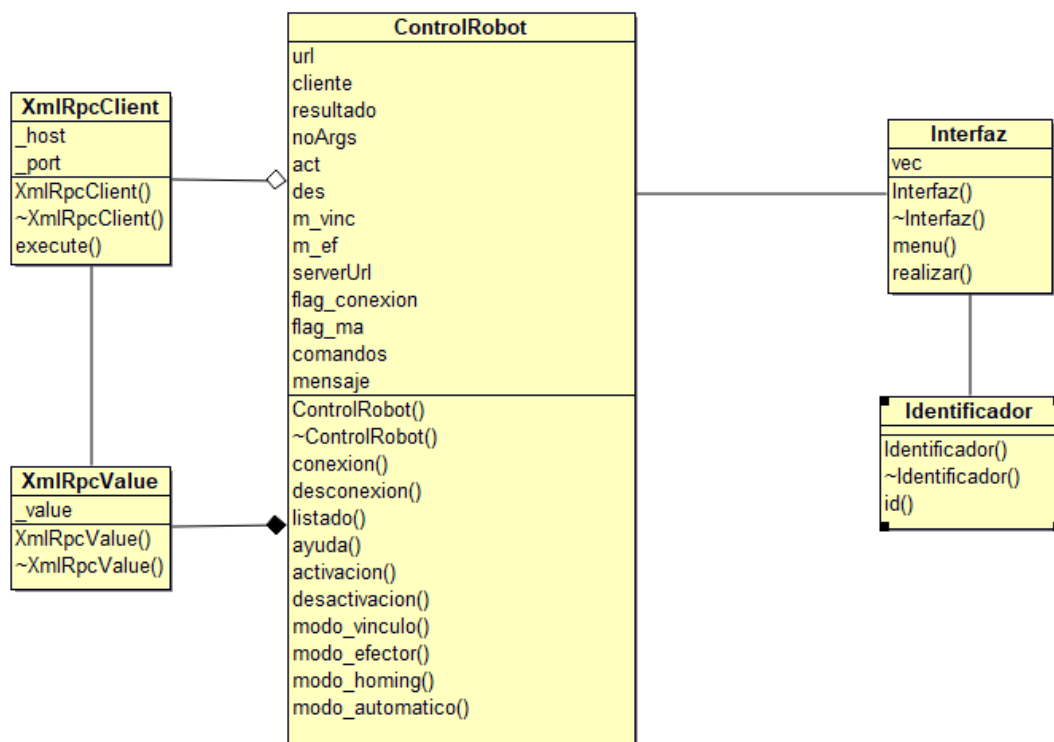 XmlRpcClient
_host
_port
XmlRpcClient()
~XmlRpcClient()
execute()
XmlRpcValue
_value
XmlRpcValue()
~XmlRpcValue()
ControlRobot
url
cliente
resultado
noArgs
act
des
m_vinc
m_ef
serverUrl
flag_conexion
flag_ma
comandos
mensaje
ControlRobot()
~ControlRobot()
conexion()
desconexion()
listado()
ayuda()
activacion()
desactivacion()
modo_vinculo()
modo_efector()
modo_homing()
modo_automatico()
Interfaz
vec
Interfaz()
~Interfaz()
menu()
realizar()
Identificador
Identificador()
~Identificador()
id()